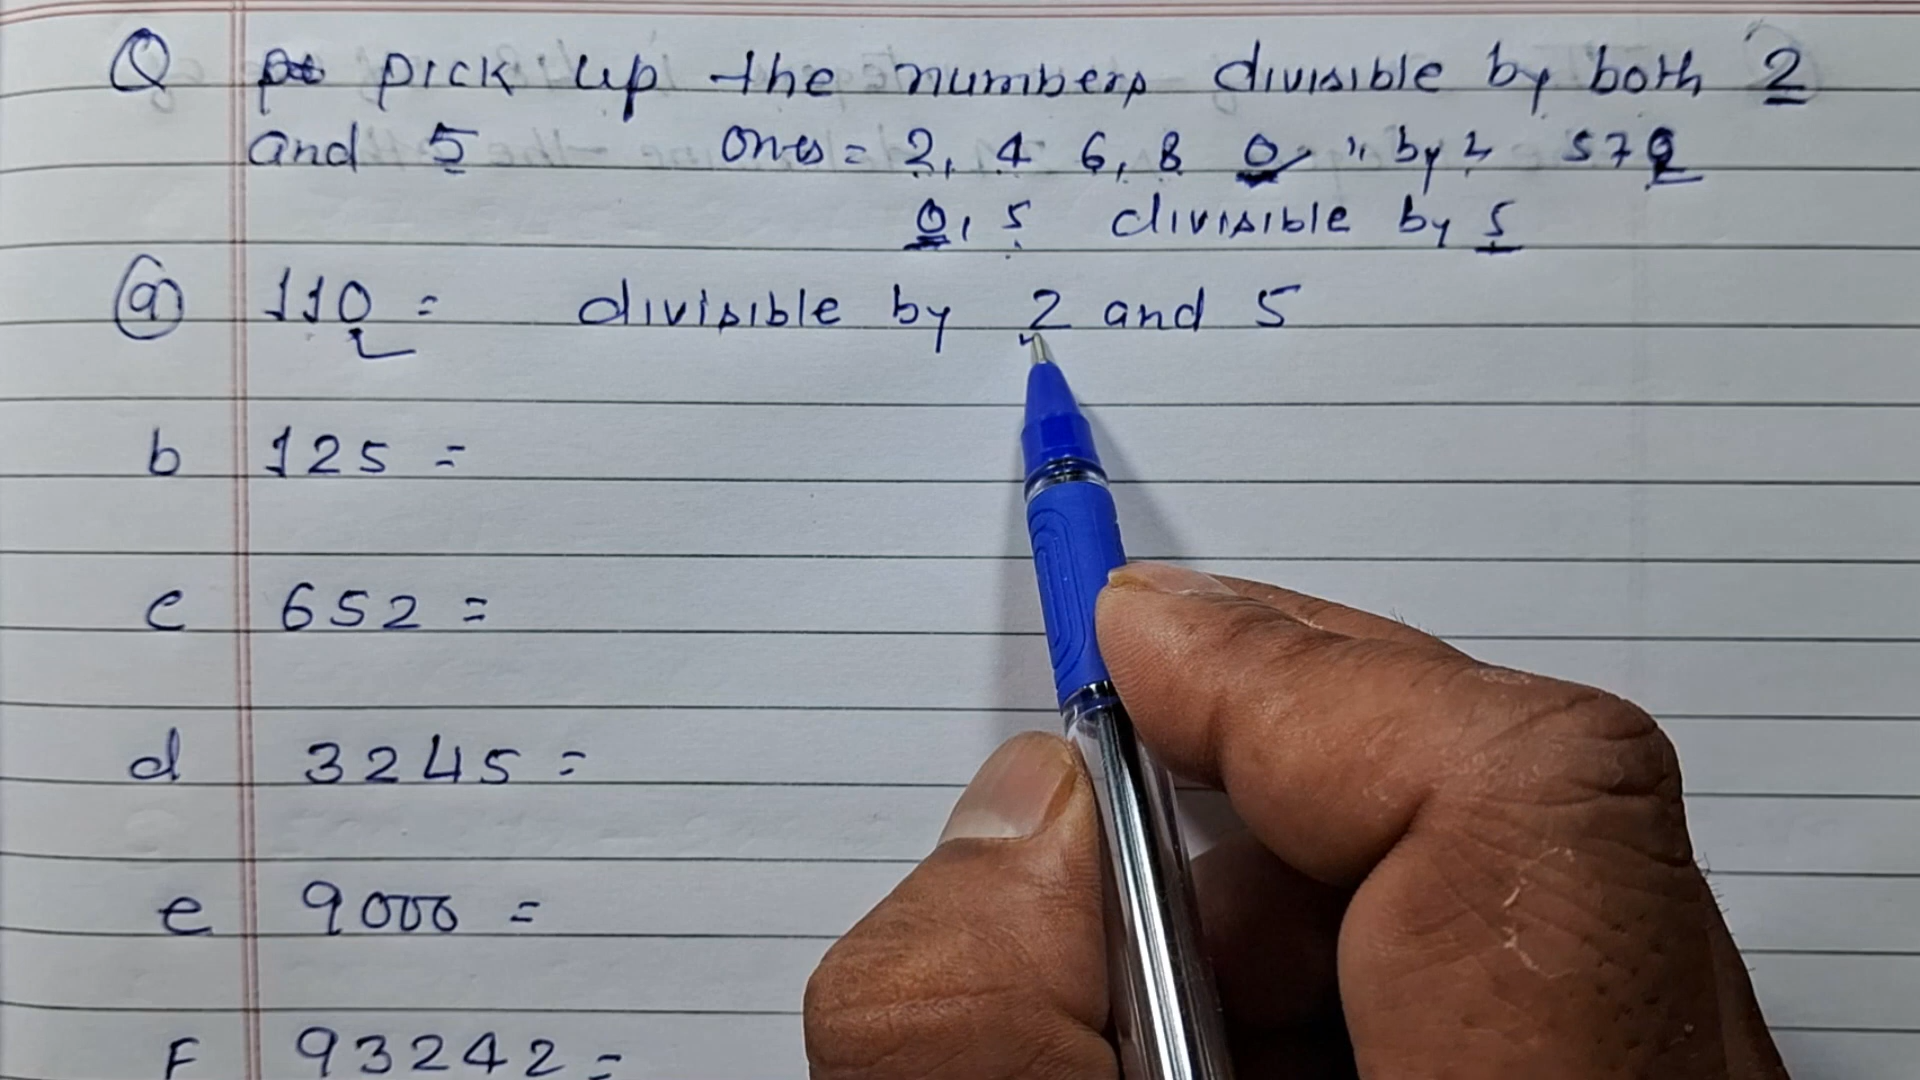 Q pick up the numbers divisible by both 2
and 5 ones = 2, 4 6, 8 0 " by 2 570
0, 5 divisible by 5
a 110 = divisible by 2 and 5
b 125 =
c 652 =
d 3245 =
e 9000 =
F 93242 =